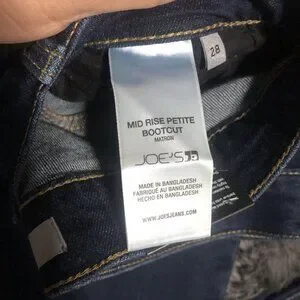 28
MID RISE PETITE
BOOTCUT
MATRON
JOE'S
MADE IN BANGLADESH
FABRIQUÉ AU BANGLADESH
HECHO EN BANGLADESH
WWW.JOESJEANS.COM